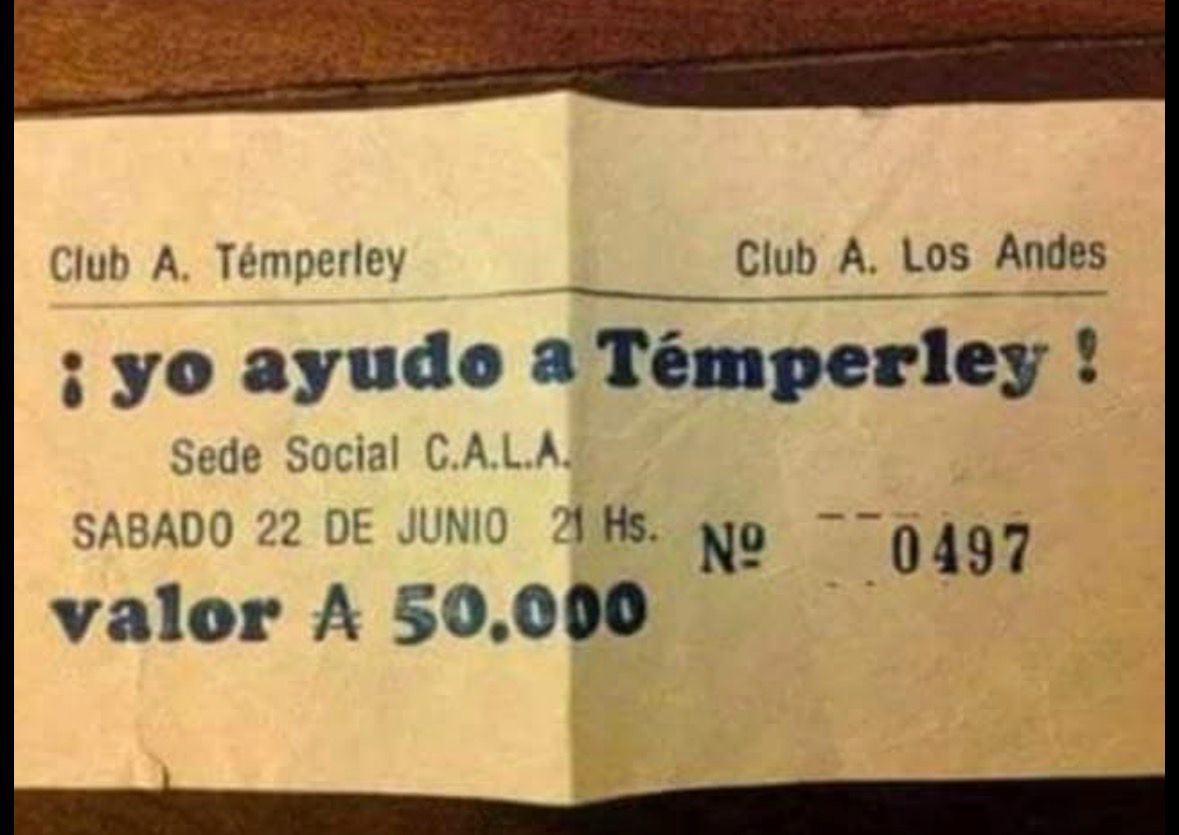 Club A. Témperley Club A. Los Andes
¡ yo ayudo a Témperley !
Sede Social C.A.L.A.
SABADO 22 DE JUNIO 21 Hs. Nº 0497
valor ₳ 50.000